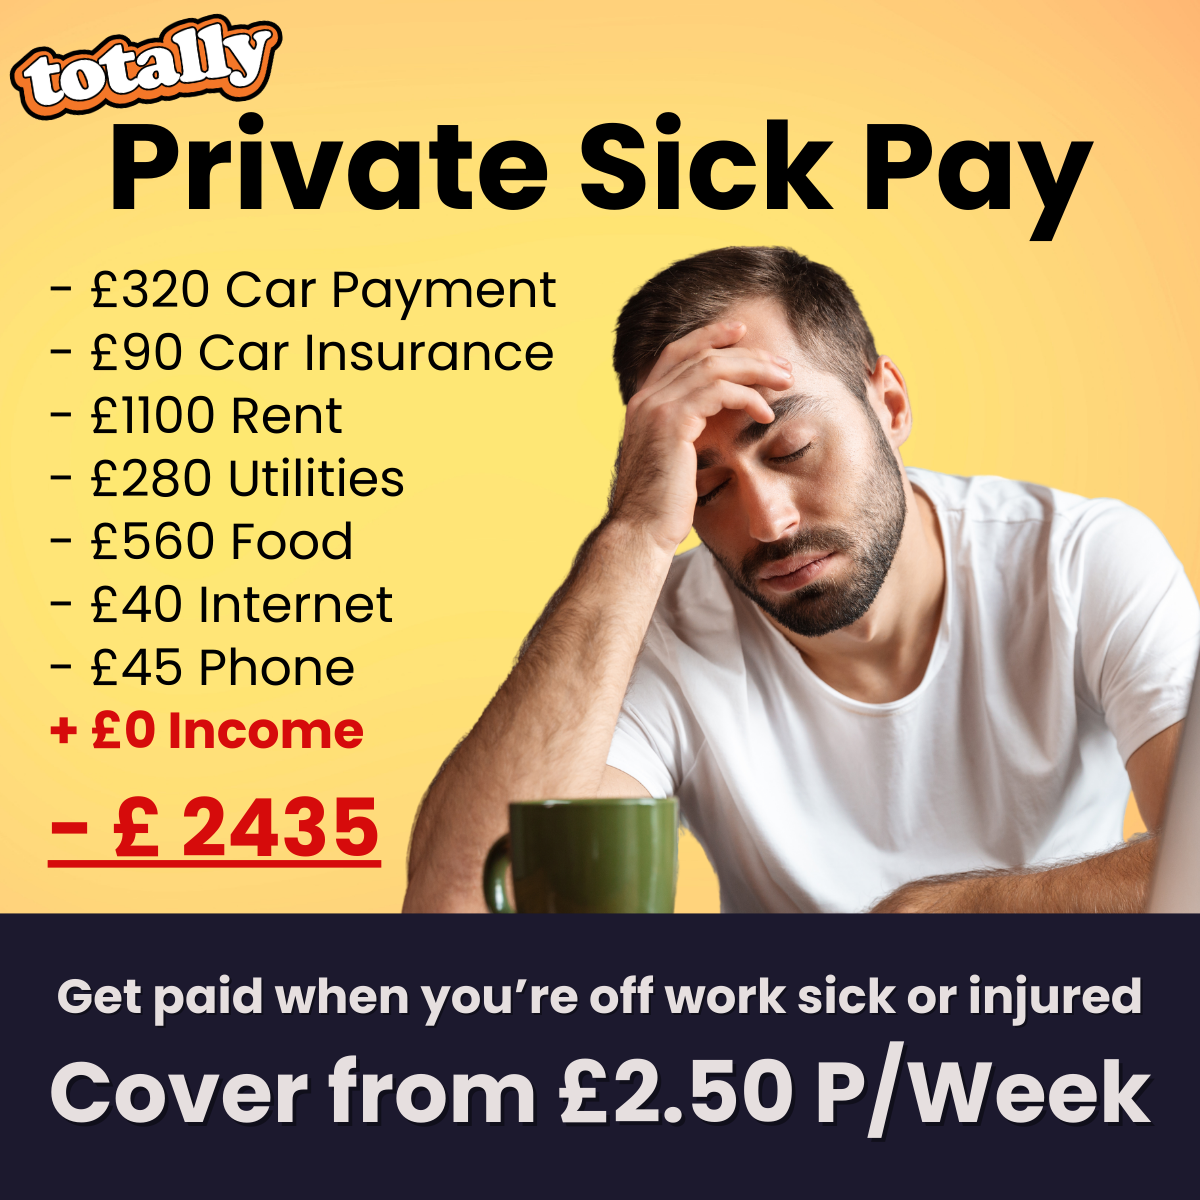 totally
Private Sick Pay
- £320 Car Payment
- £90 Car Insurance
- £1100 Rent
- £280 Utilities
- £560 Food
- £40 Internet
- £45 Phone
+ £0 Income
- £ 2435
Get paid when you’re off work sick or injured
Cover from £2.50 P/Week